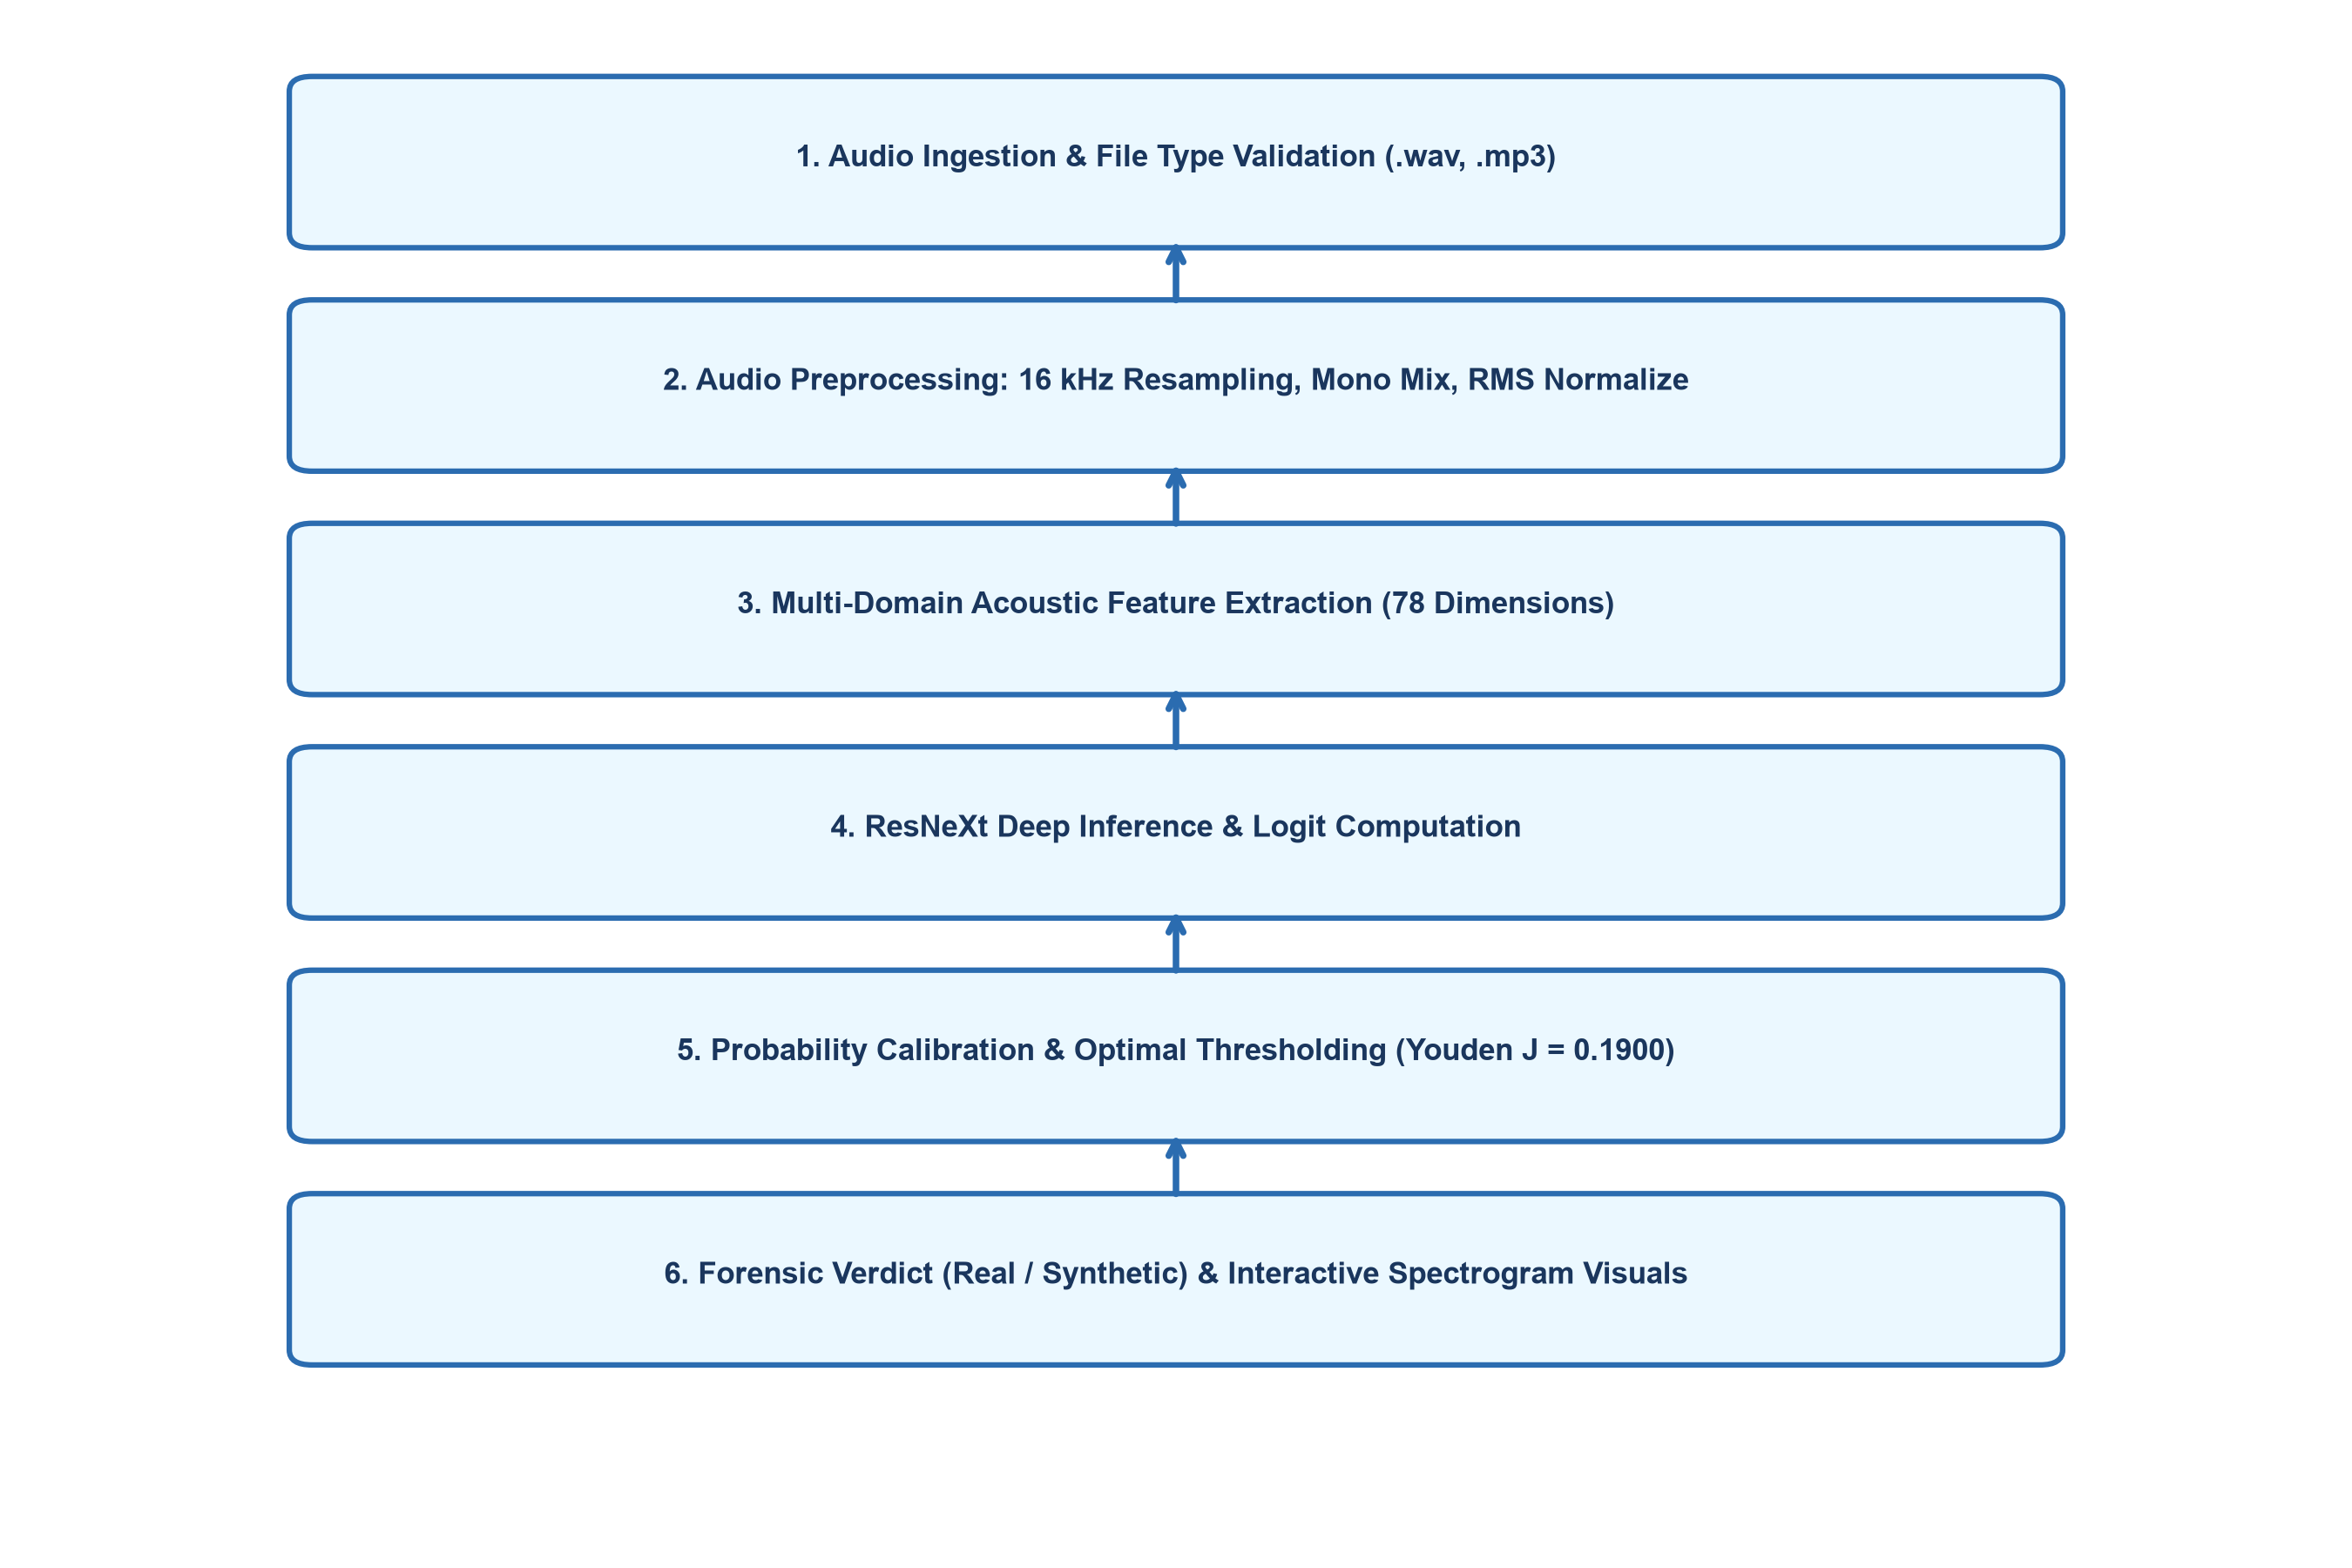 1. Audio Ingestion & File Type Validation (.wav, .mp3)
2. Audio Preprocessing: 16 kHz Resampling, Mono Mix, RMS Normalize
3. Multi-Domain Acoustic Feature Extraction (78 Dimensions)
4. ResNeXt Deep Inference & Logit Computation
5. Probability Calibration & Optimal Thresholding (Youden J = 0.1900)
6. Forensic Verdict (Real / Synthetic) & Interactive Spectrogram Visuals